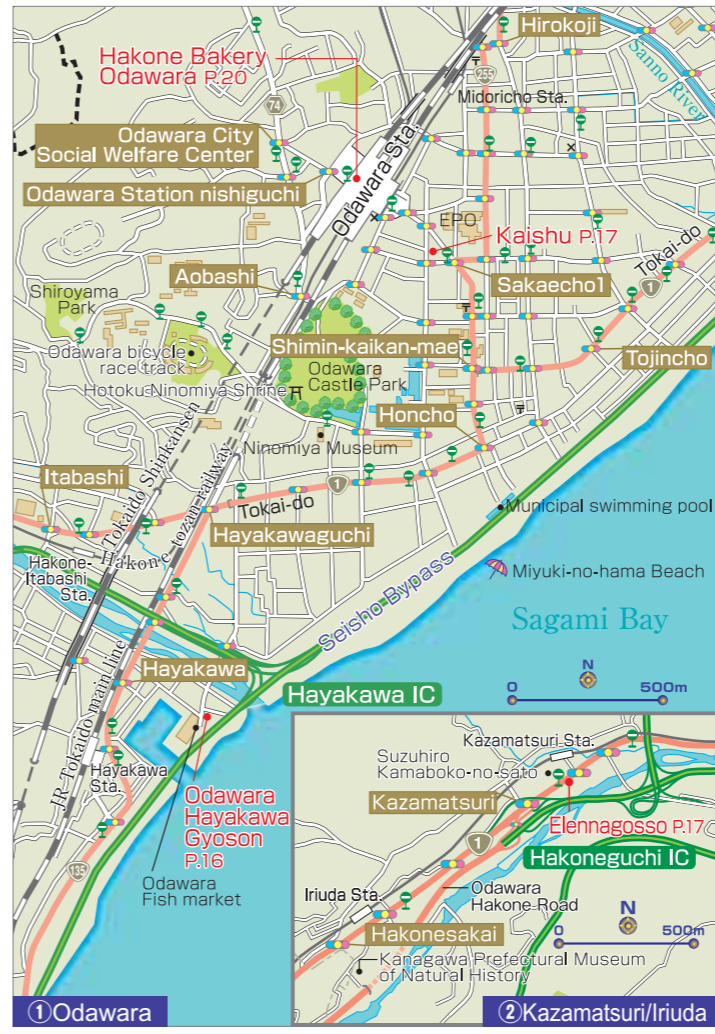 Hirokoji
Hakone Bakery
Odawara P.20
255
Sanno River
74
Midoricho Sta.
Odawara City
Social Welfare Center
Odawara Sta.
Odawara Station nishiguchi
EPO
Kaishu P.17
Tokai-do
1
Aobashi
Sakaecho1
Shiroyama
Park
Shimin-kaikan-mae
Odawara bicycle
race track
Odawara
Castle Park
Tojincho
Hotoku Ninomiya Shrine
Honcho
Ninomiya Museum
Itabashi
Tokaido Shinkansen
1
Tokai-do
Municipal swimming pool
Hakone tozan railway
Hayakawaguchi
Hakone-
Itabashi
Sta.
Seisho Bypass
Miyuki-no-hama Beach
Sagami Bay
Hayakawa
N
0 500m
Hayakawa IC
JR Tokaido main line
Hayakawa
Sta.
Odawara
Hayakawa
Gyoson
P.16
135
Odawara
Fish market
①Odawara
Kazamatsuri Sta.
Suzuhiro
Kamaboko-no-sato
Kazamatsuri
Elennagosso P.17
1
Hakoneguchi IC
Iriuda Sta.
Odawara
Hakone Road
N
0 500m
Hakonesakai
Kanagawa Prefectural Museum
of Natural History
②Kazamatsuri/Iriuda